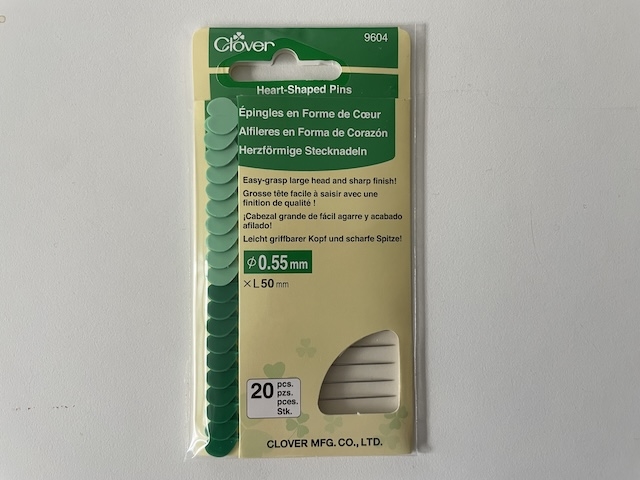 Clover
9604
Heart-Shaped Pins
Épingles en Forme de Cœur
Alfileres en Forma de Corazón
Herzförmige Stecknadeln
Easy-grasp large head and sharp finish!
Grosse tête facile à saisir avec une
finition de qualité !
¡Cabezal grande de fácil agarre y acabado
afilado!
Leicht griffbarer Kopf und scharfe Spitze!
ϕ0.55mm
×L50mm
20 pcs.
pzs.
pces.
Stk.
CLOVER MFG. CO., LTD.